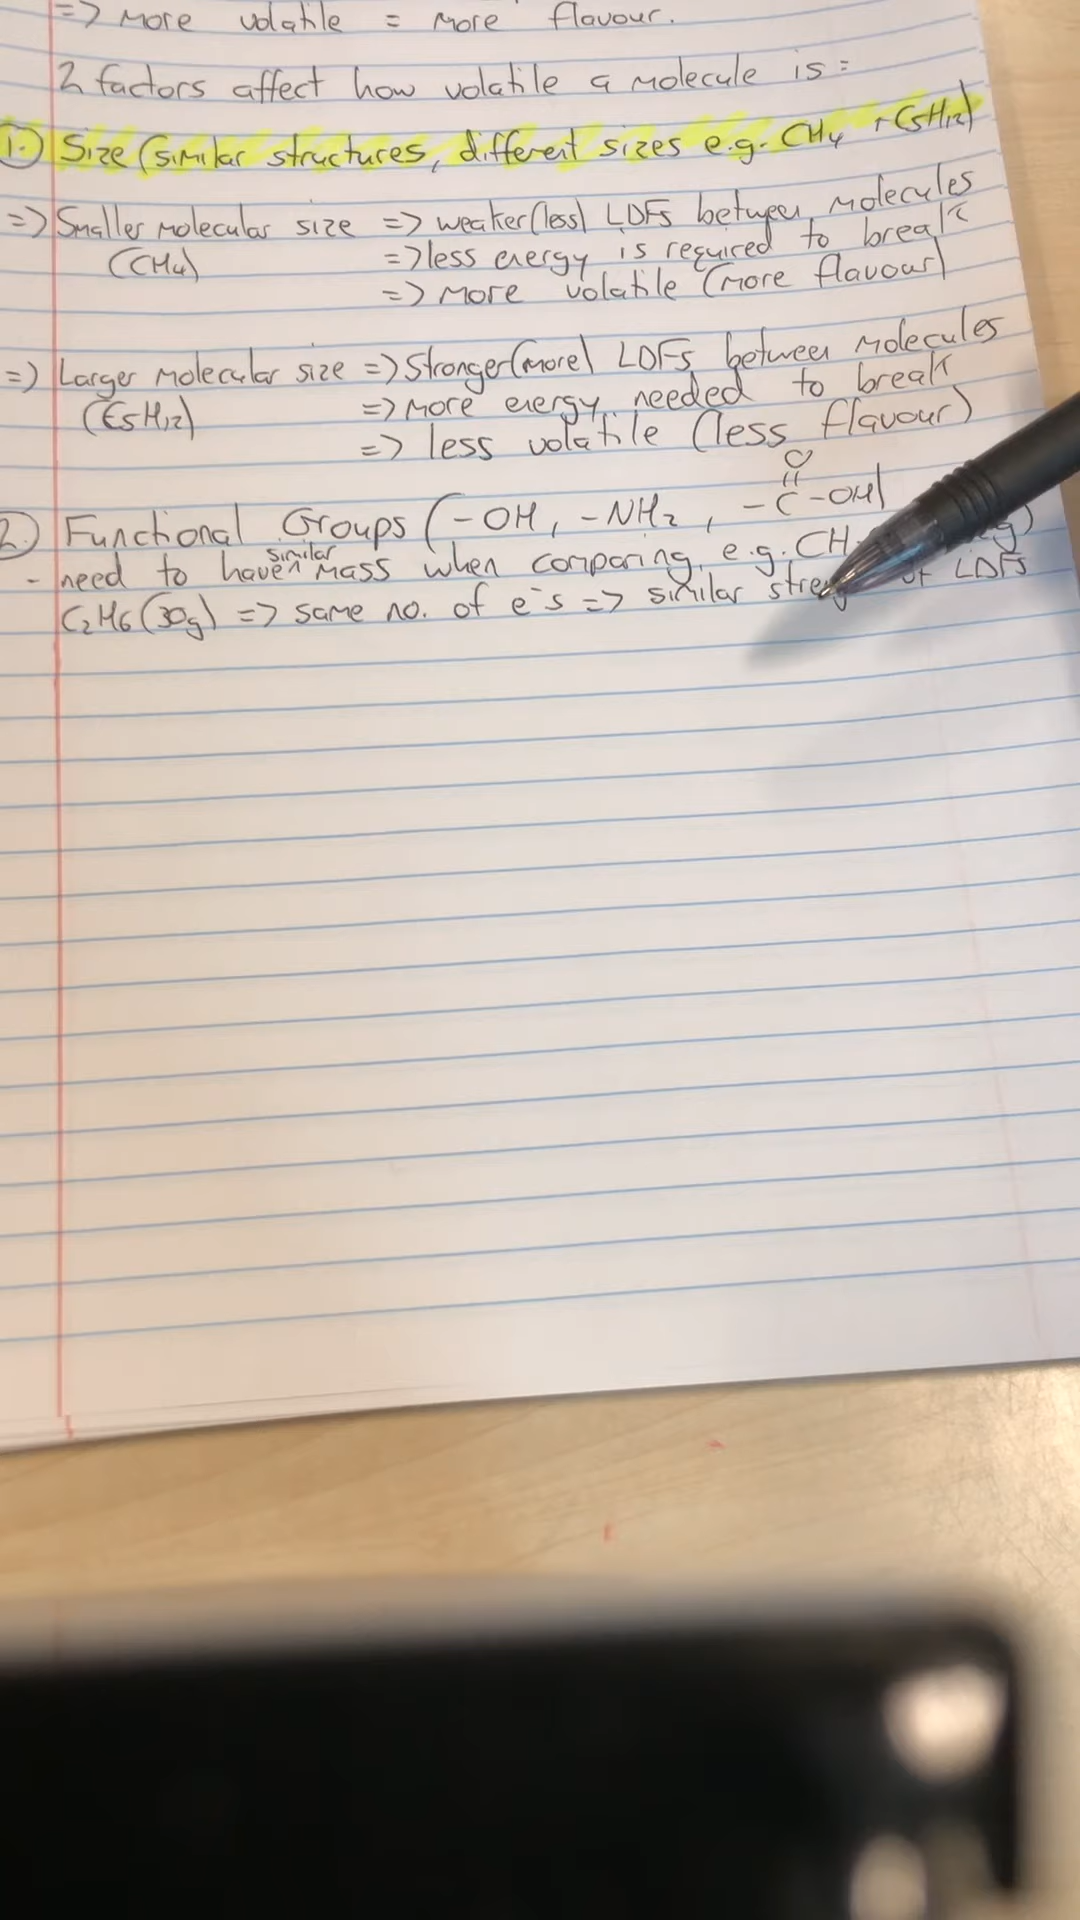 => More volatile = more flavour.
2 factors affect how volatile a molecule is:
1. Size (similar structures, different sizes e.g. CH4 + C5H12)
=> Smaller molecular size => weaker (less) LDFs between molecules
(CH4) => less energy is required to break
=> more volatile (more flavour)
=> Larger molecular size => Stronger (more) LDFs between molecules
(C5H12) => more energy needed to break
=> less volatile (less flavour)
O
2. Functional Groups (-OH, -NH2, -C-OH)
similar
- need to have mass when comparing e.g. CH g)
C2H6 (30g) => same no. of e-s => similar of LDFs